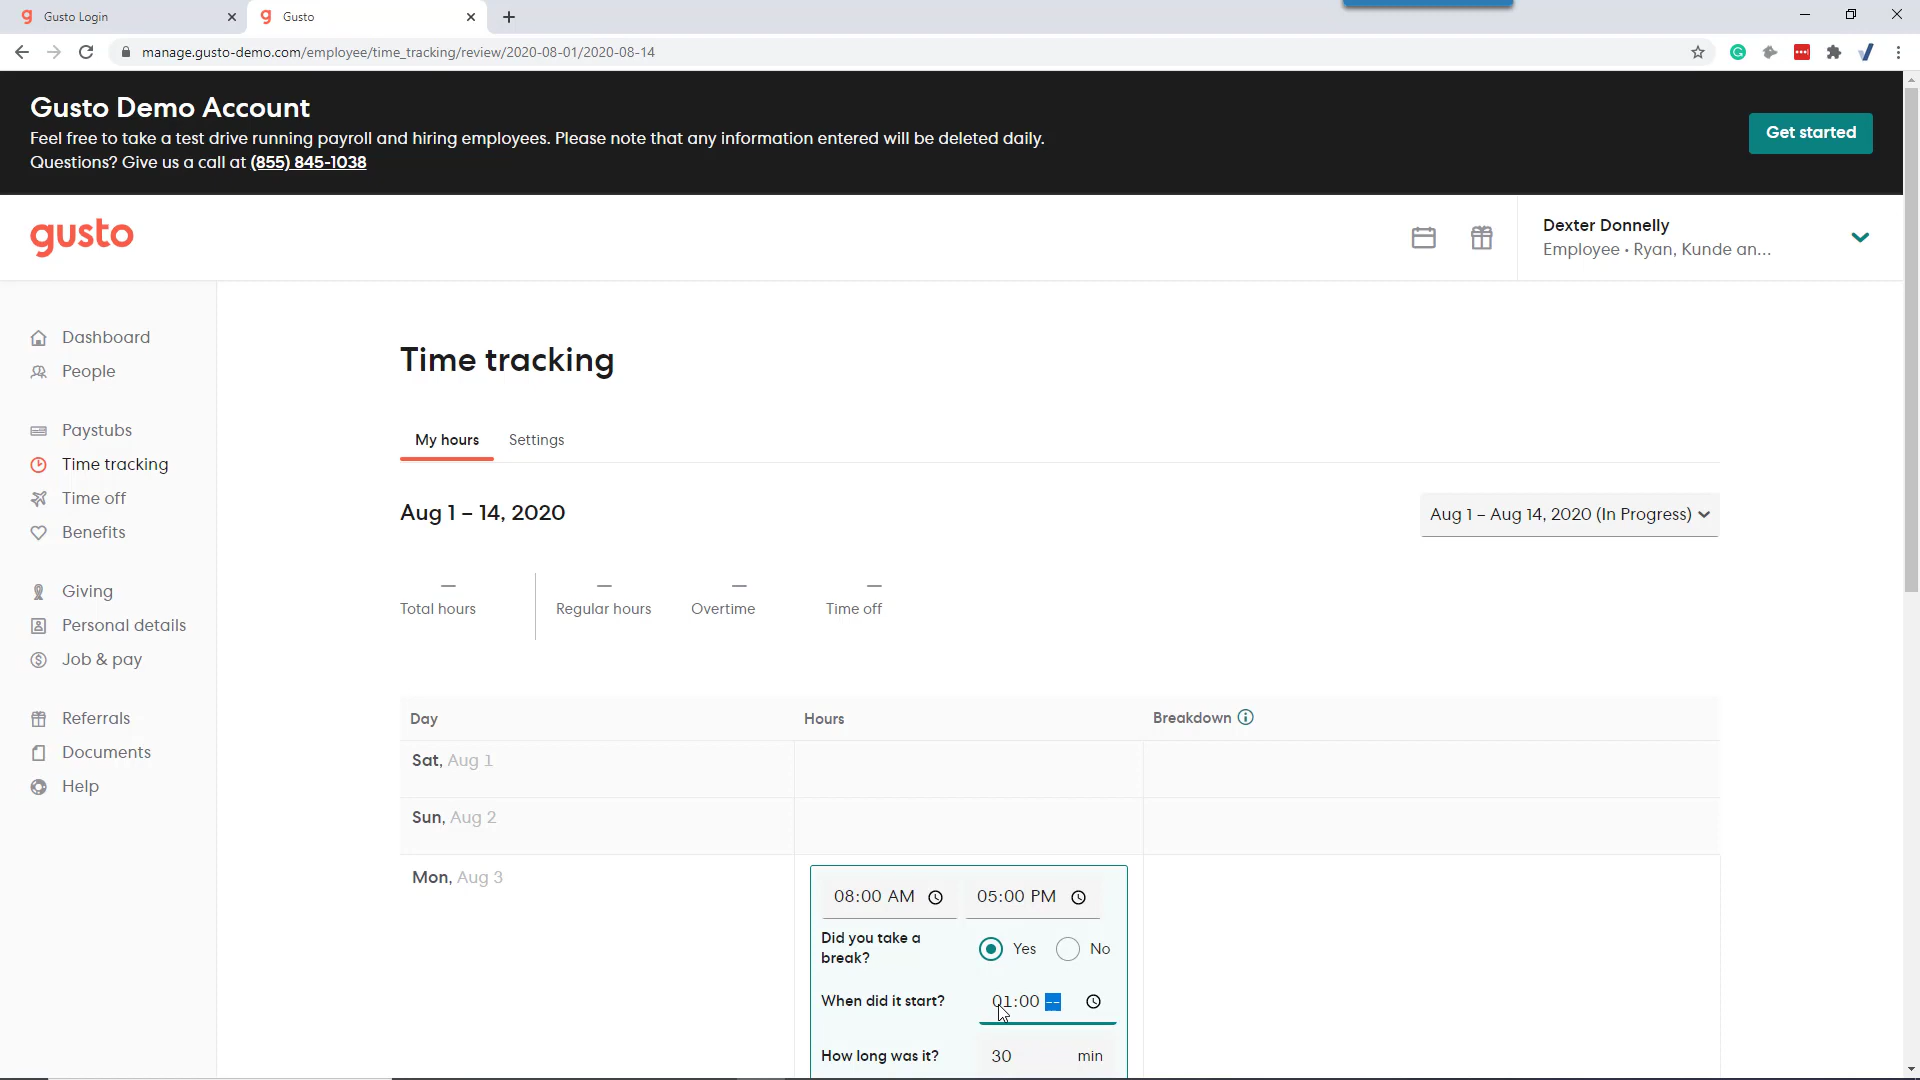 Gusto Login
Gusto
manage.gusto-demo.com/employee/time_tracking/review/2020-08-01/2020-08-14
Gusto Demo Account
Feel free to take a test drive running payroll and hiring employees. Please note that any information entered will be deleted daily.
Questions? Give us a call at (855) 845-1038
Get started
gusto
Dexter Donnelly
Employee • Ryan, Kunde an...
Dashboard
People
Paystubs
Time tracking
Time off
Benefits
Giving
Personal details
Job & pay
Referrals
Documents
Help
Time tracking
My hours Settings
Aug 1 – 14, 2020
Aug 1 – Aug 14, 2020 (In Progress)
— — — —
Total hours Regular hours Overtime Time off
Day Hours Breakdown
Sat, Aug 1
Sun, Aug 2
Mon, Aug 3
08:00 AM 05:00 PM
Did you take a
break?
Yes No
When did it start? 01:00 --
How long was it? 30 min